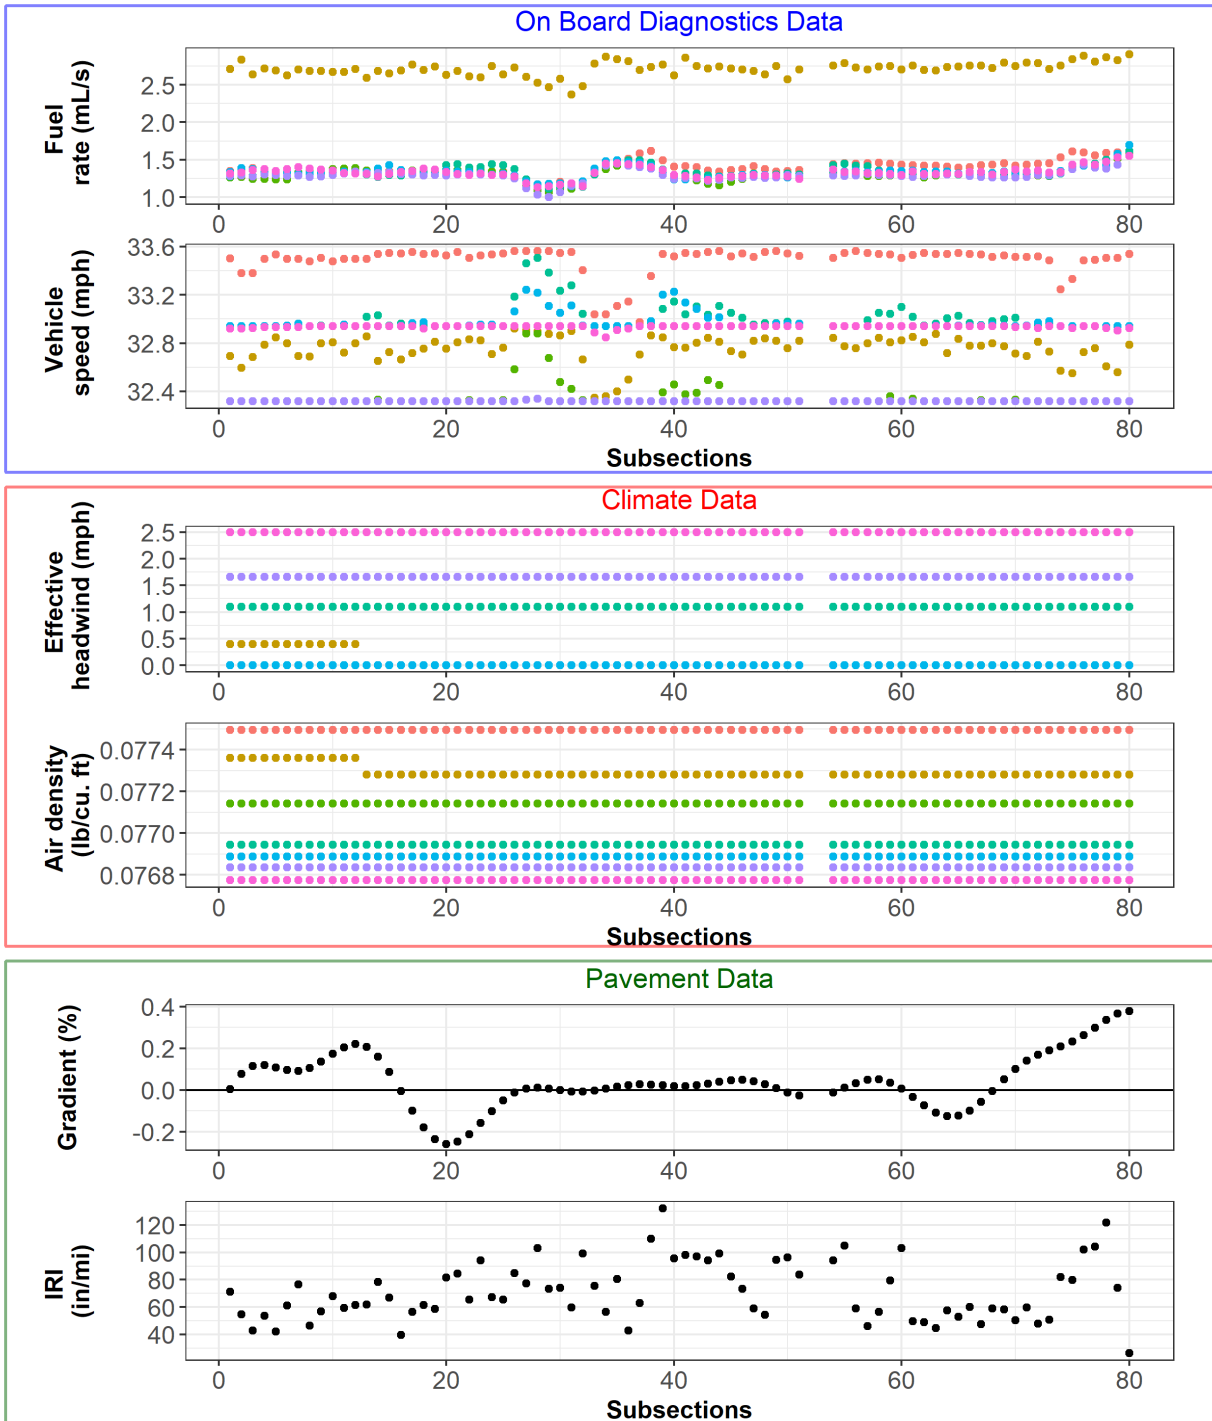 On Board Diagnostics Data
Fuel
rate (mL/s)
2.5
2.0
1.5
1.0
0 20 40 60 80
Vehicle
speed (mph)
33.6
33.2
32.8
32.4
0 20 40 60 80
Subsections
Climate Data
Effective
headwind (mph)
2.5
2.0
1.5
1.0
0.5
0.0
0 20 40 60 80
Air density
(lb/cu. ft)
0.0774
0.0772
0.0770
0.0768
0 20 40 60 80
Subsections
Pavement Data
Gradient (%)
0.4
0.2
0.0
-0.2
0 20 40 60 80
IRI
(in/mi)
120
100
80
60
40
0 20 40 60 80
Subsections